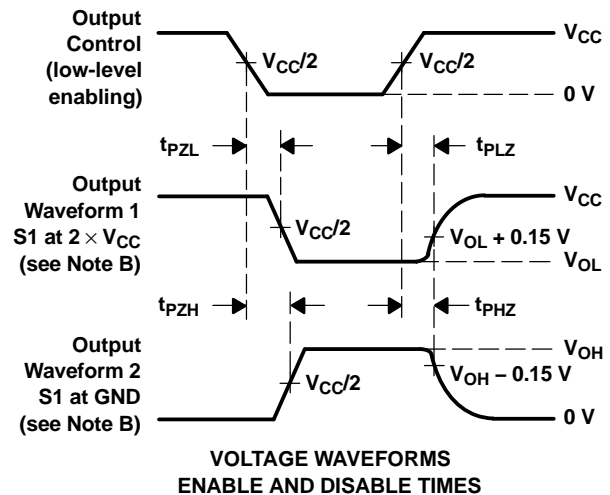 Output
Control
(low-level
enabling)
VCC/2
VCC/2
VCC
0 V
tPZL
tPLZ
Output
Waveform 1
S1 at 2 × VCC
(see Note B)
VCC/2
VCC
VOL + 0.15 V
VOL
tPZH
tPHZ
Output
Waveform 2
S1 at GND
(see Note B)
VCC/2
VOH
VOH − 0.15 V
0 V
VOLTAGE WAVEFORMS
ENABLE AND DISABLE TIMES